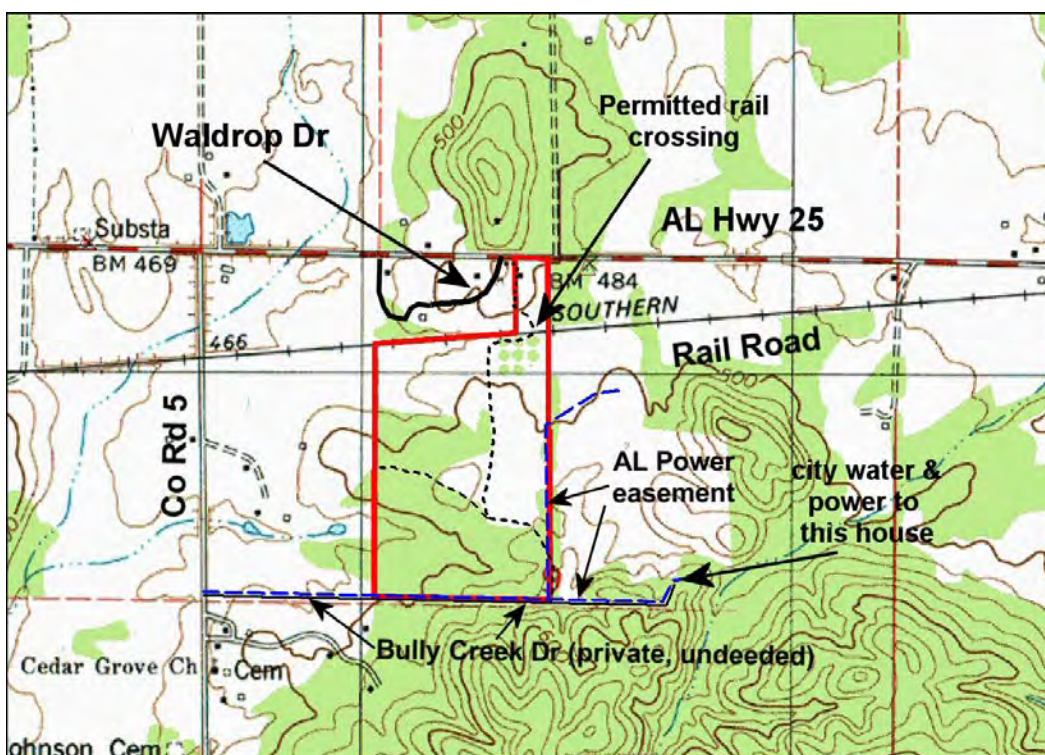 Permitted rail
crossing
500
Waldrop Dr
AL Hwy 25
Substa
BM 469
BM 484
SOUTHERN
466
Rail Road
500
Co Rd 5
AL Power
easement
city water &
power to
this house
Bully Creek Dr (private, undeeded)
Cedar Grove Ch
Cem
ohnson Cem